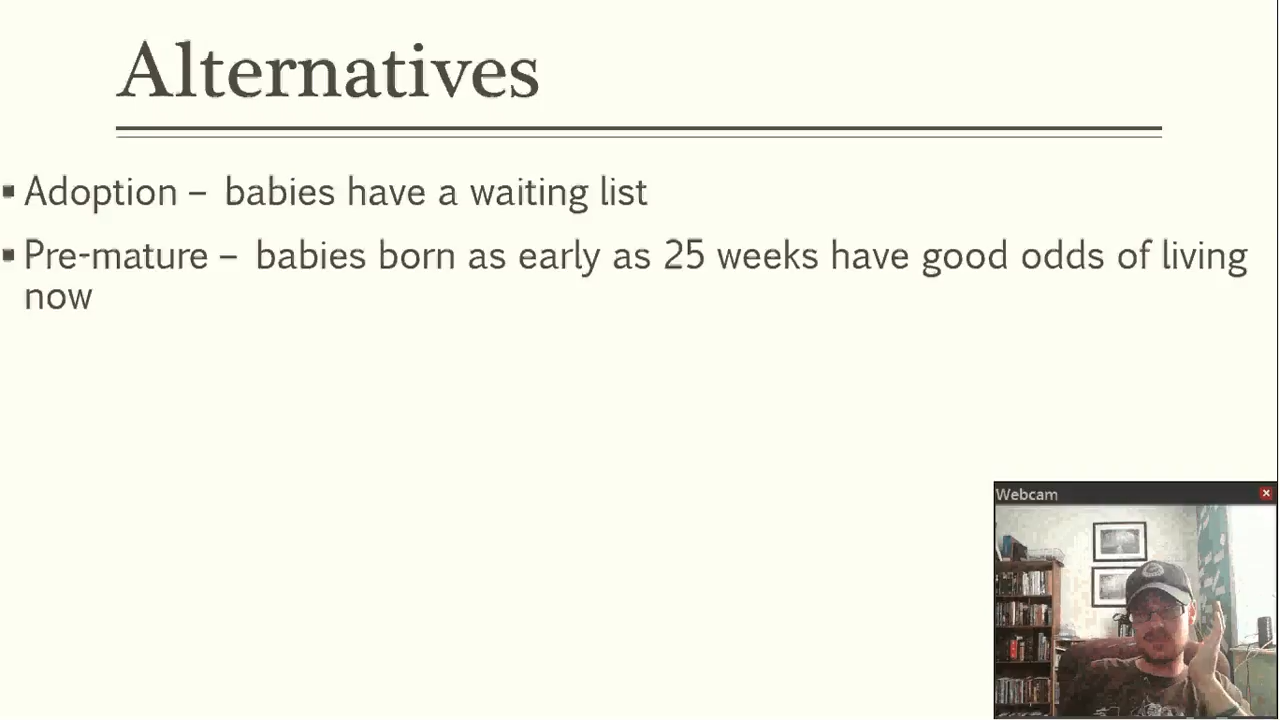 Alternatives
▪ Adoption – babies have a waiting list
▪ Pre-mature – babies born as early as 25 weeks have good odds of living
now
Webcam